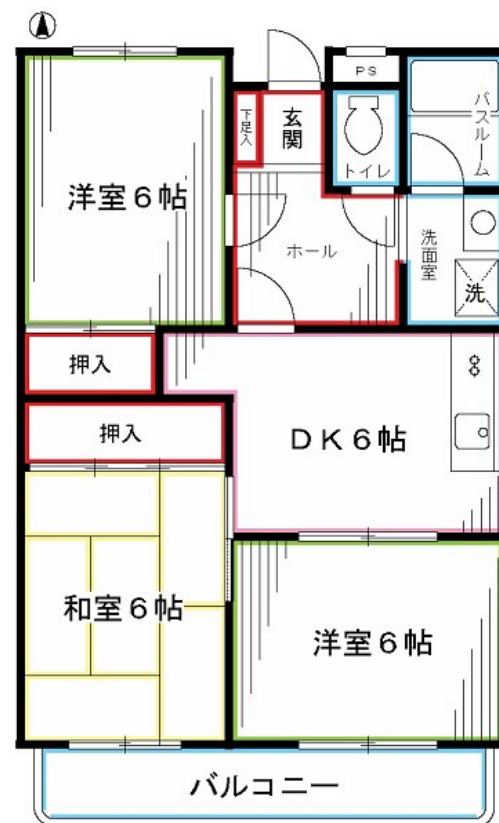 PS
下足入
玄関
トイレ
バスルーム
洋室6帖
ホール
洗面室
洗
押入
DK6帖
押入
和室6帖
洋室6帖
バルコニー